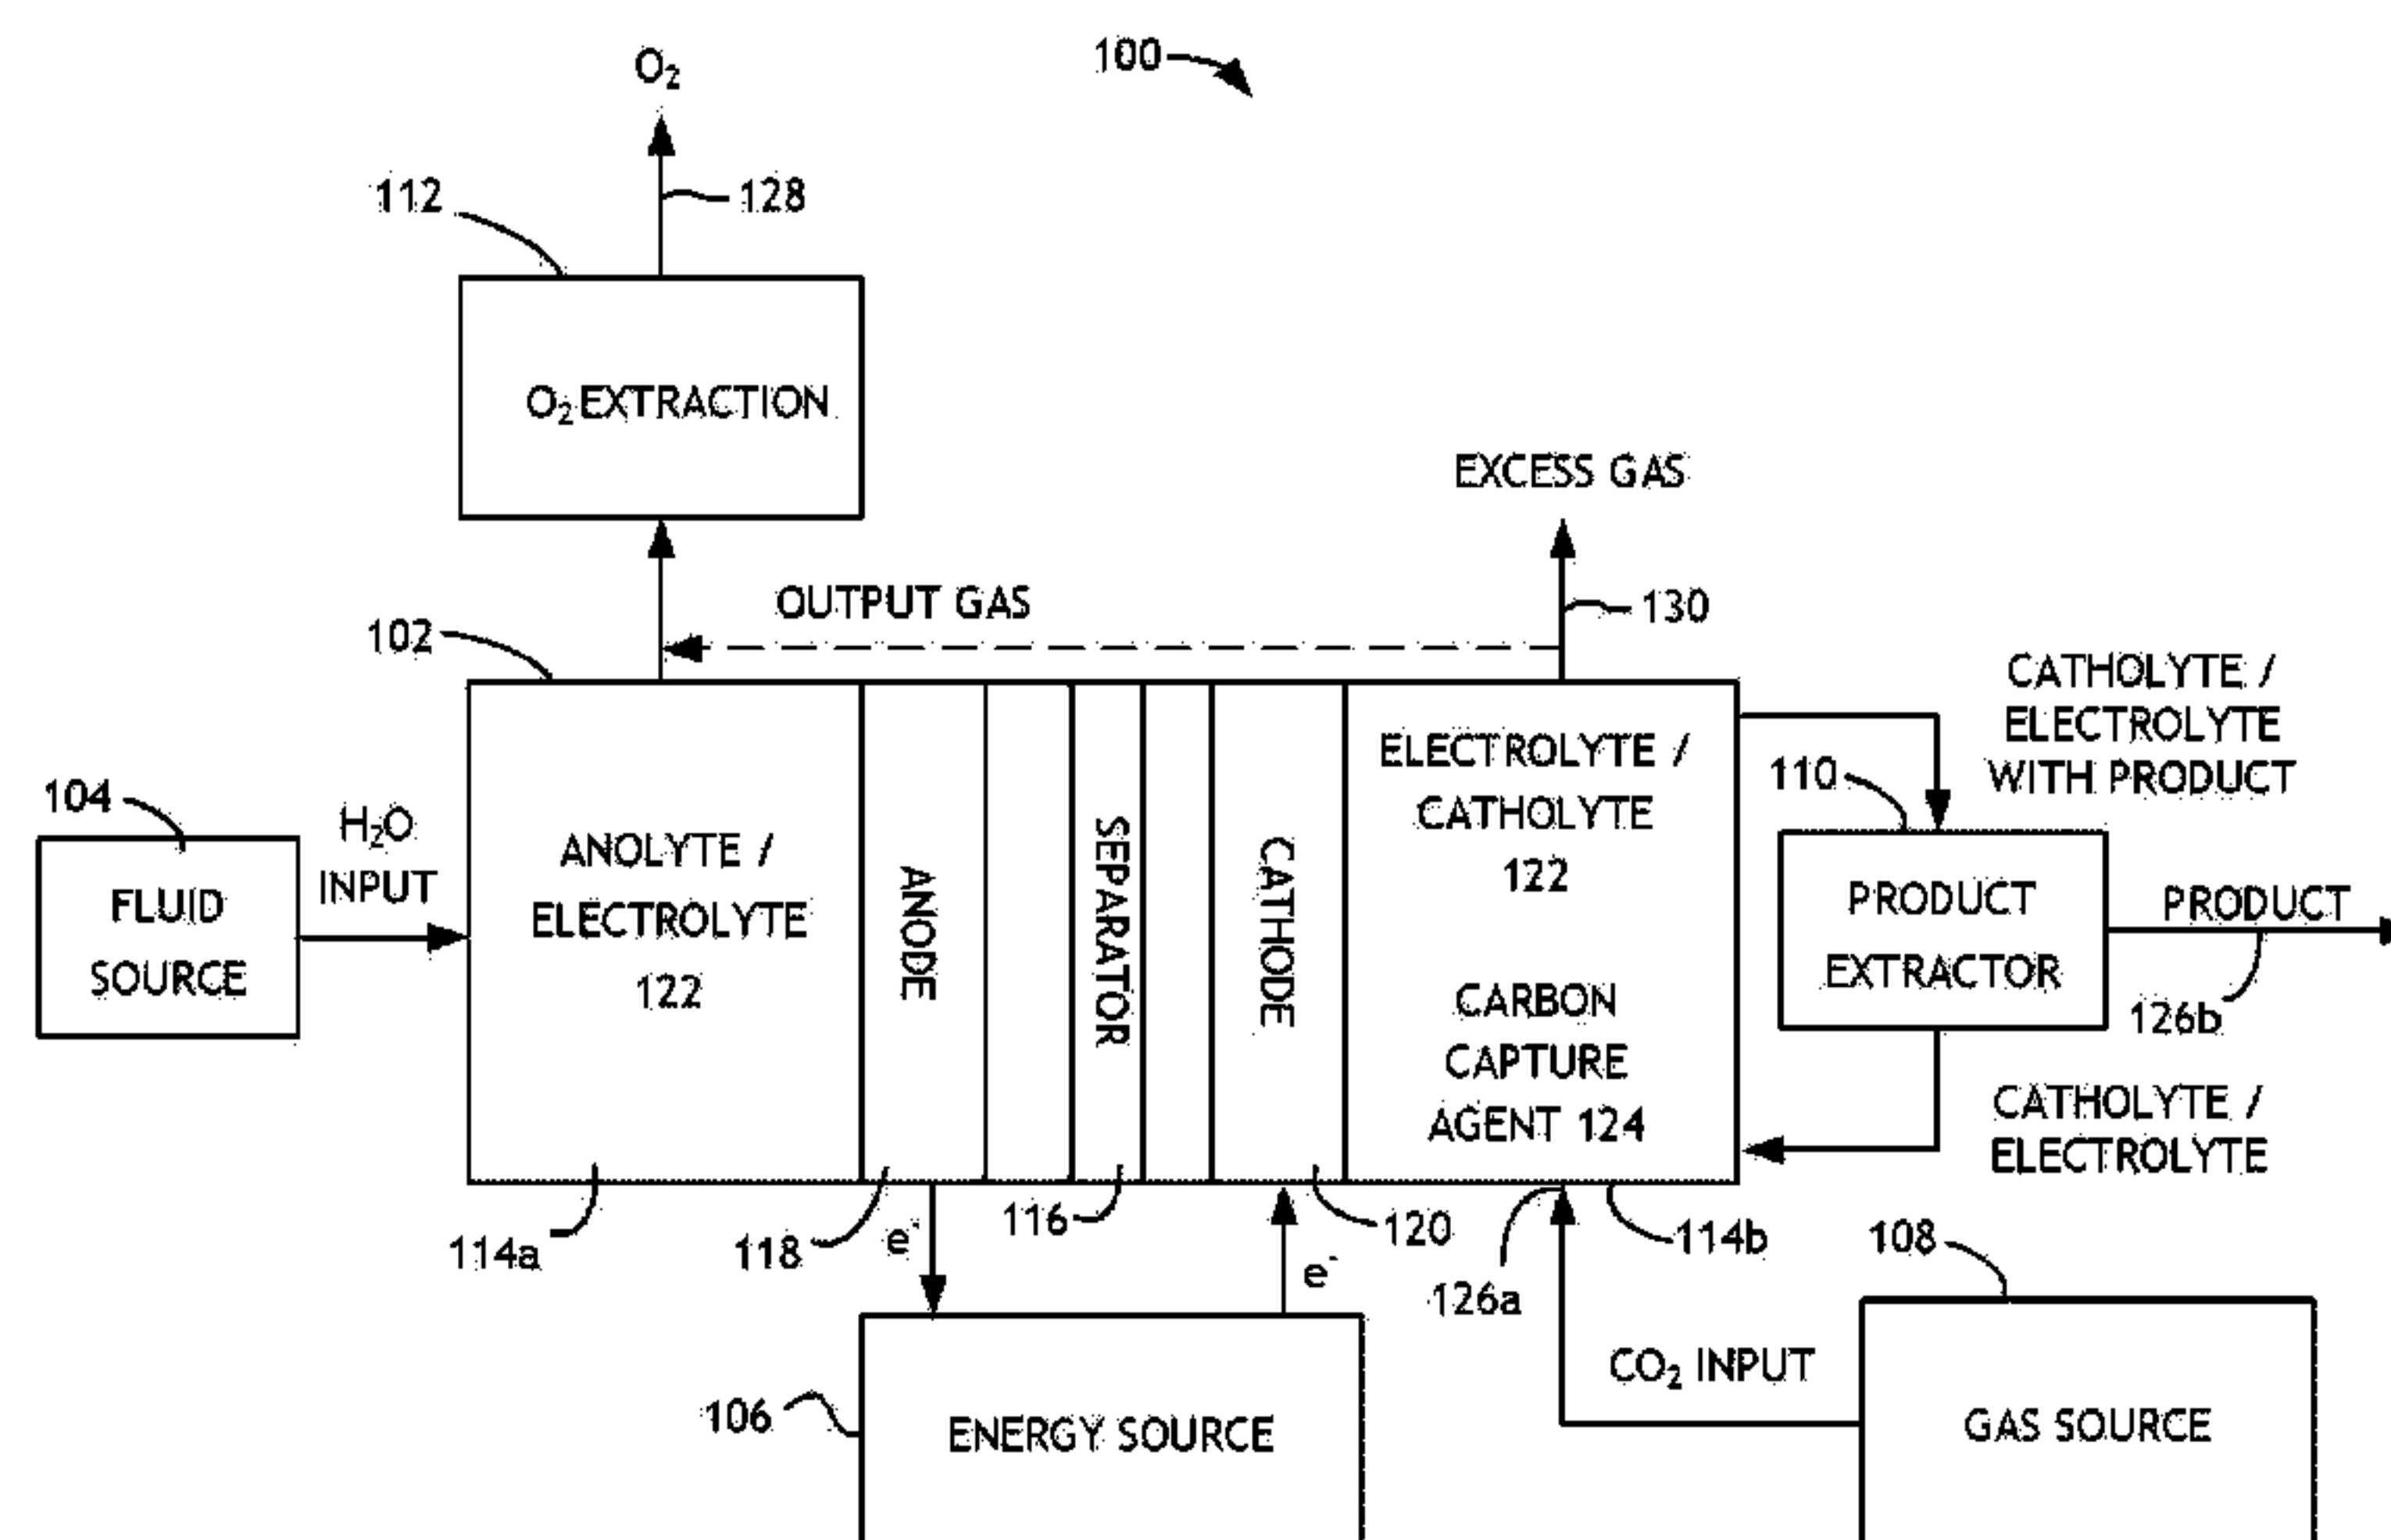 100
O₂
112
128
O₂ EXTRACTION
EXCESS GAS
OUTPUT GAS
130
102
CATHOLYTE /
ELECTROLYTE
WITH PRODUCT
110
104
H₂O
INPUT
FLUID
SOURCE
ANOLYTE /
ELECTROLYTE
122
ANODE
SEPARATOR
CATHODE
ELECTROLYTE /
CATHOLYTE
122
CARBON
CAPTURE
AGENT 124
PRODUCT
EXTRACTOR
PRODUCT
126b
CATHOLYTE /
ELECTROLYTE
114a
118
e⁻
116
e⁻
120
126a
114b
108
CO₂ INPUT
106
ENERGY SOURCE
GAS SOURCE